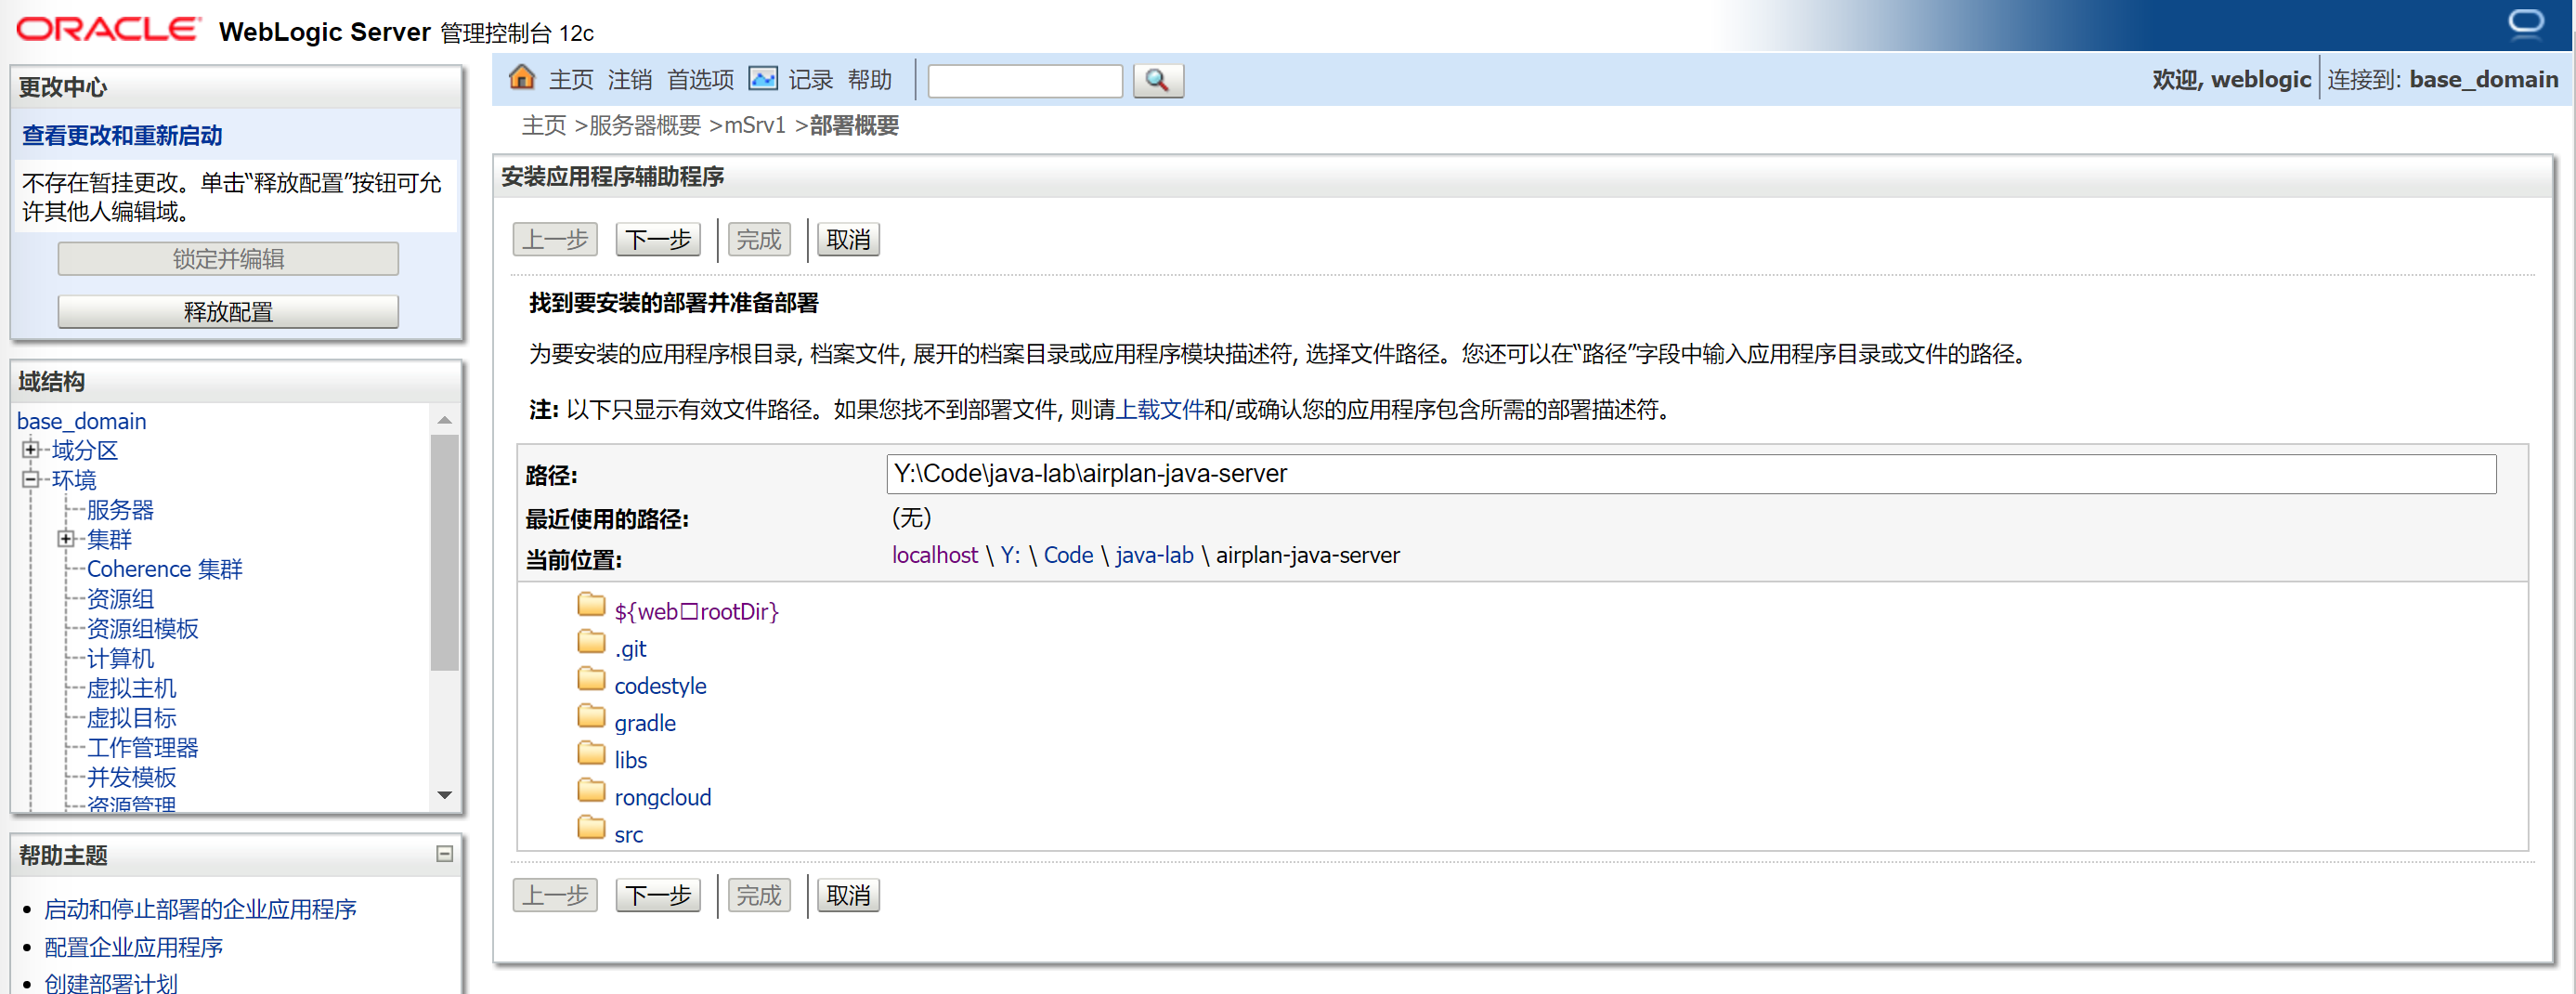 ORACLE WebLogic Server 管理控制台 12c
更改中心
查看更改和重新启动
不存在暂挂更改。单击“释放配置”按钮可允
许其他人编辑域。
锁定并编辑
释放配置
域结构
base_domain
域分区
环境
服务器
集群
Coherence 集群
资源组
资源组模板
计算机
虚拟主机
虚拟目标
工作管理器
并发模板
资源管理
帮助主题
启动和停止部署的企业应用程序
配置企业应用程序
创建部署计划
主页 注销 首选项 记录 帮助
欢迎, weblogic 连接到: base_domain
主页 >服务器概要 >mSrv1 >部署概要
安装应用程序辅助程序
上一步 下一步 完成 取消
找到要安装的部署并准备部署
为要安装的应用程序根目录, 档案文件, 展开的档案目录或应用程序模块描述符, 选择文件路径。您还可以在“路径”字段中输入应用程序目录或文件的路径。
注: 以下只显示有效文件路径。如果您找不到部署文件, 则请上载文件和/或确认您的应用程序包含所需的部署描述符。
路径: Y:\Code\java-lab\airplan-java-server
最近使用的路径: (无)
当前位置: localhost \ Y: \ Code \ java-lab \ airplan-java-server
${web□rootDir}
.git
codestyle
gradle
libs
rongcloud
src
上一步 下一步 完成 取消